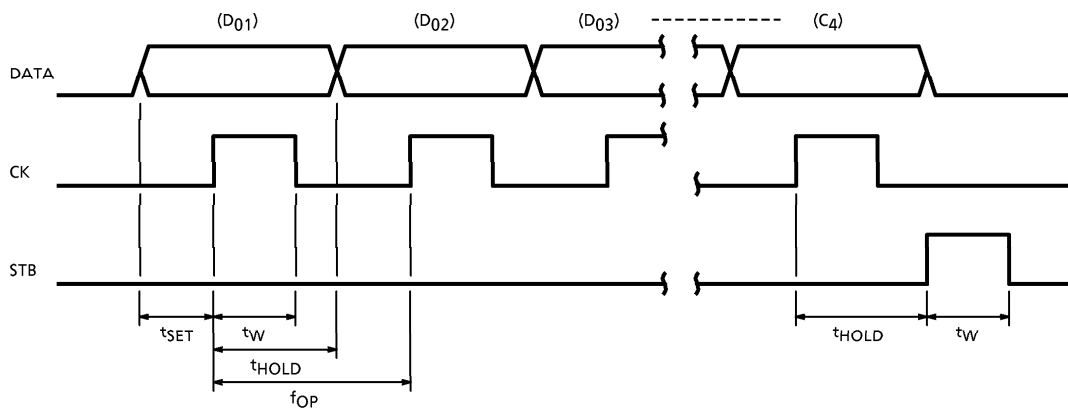 (D01) (D02) (D03) (C4)
DATA
CK
STB
tSET tW tHOLD tW
tHOLD
fOP